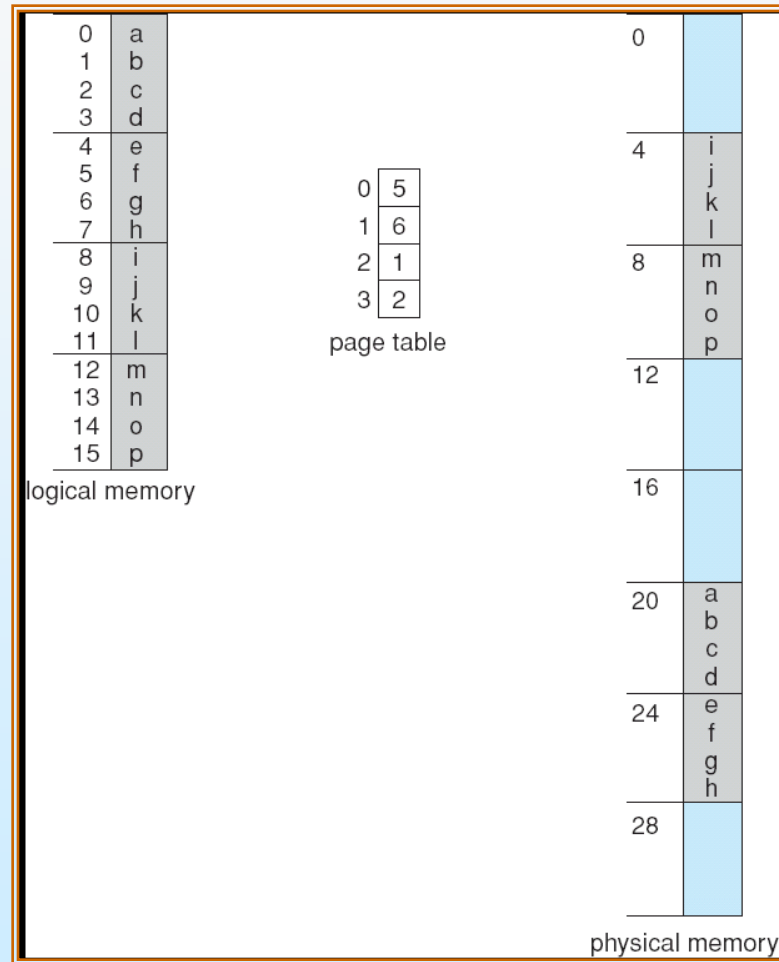 0 a
1 b
2 c
3 d
4 e
5 f
6 g
7 h
8 i
9 j
10 k
11 l
12 m
13 n
14 o
15 p
logical memory
0 5
1 6
2 1
3 2
page table
0
4 i
j
k
l
8 m
n
o
p
12
16
20 a
b
c
d
24 e
f
g
h
28
physical memory